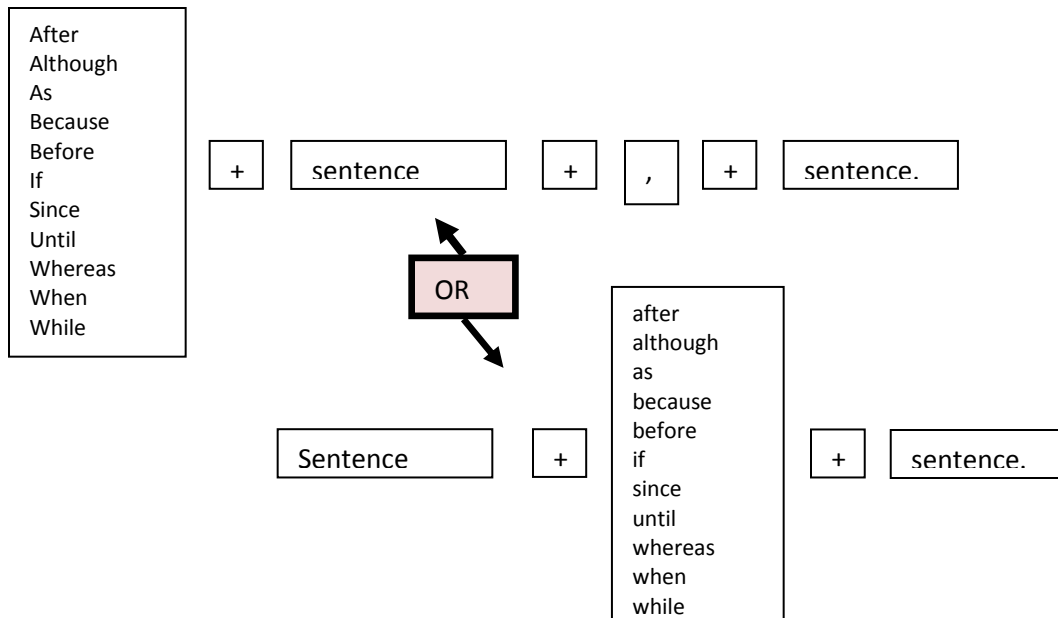 After
Although
As
Because
Before
If
Since
Until
Whereas
When
While
+ sentence + , + sentence.
OR
Sentence +
after
although
as
because
before
if
since
until
whereas
when
while
+ sentence.